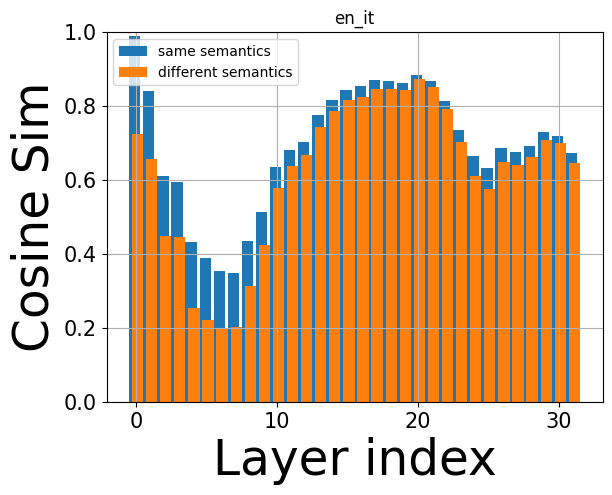 en_it
same semantics
different semantics
Cosine Sim
1.0
0.8
0.6
0.4
0.2
0.0
0 10 20 30
Layer index